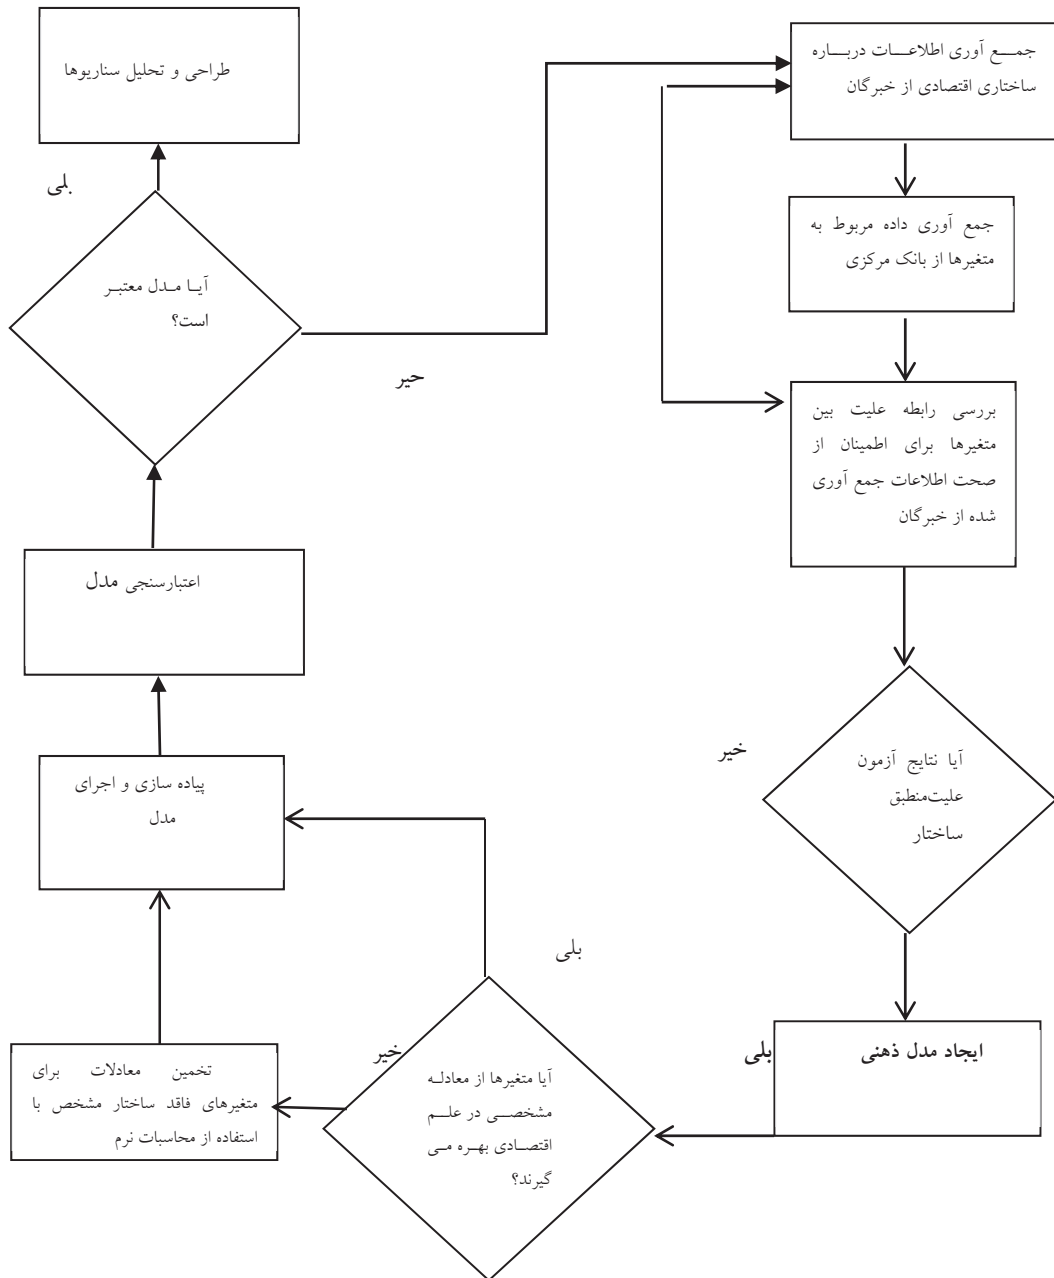 جمع آوری اطلاعات درباره
ساختاری اقتصادی از خبرگان
جمع آوری داده مربوط به
متغیرها از بانک مرکزی
بررسی رابطه علیت بین
متغیرها برای اطمینان از
صحت اطلاعات جمع آوری
شده از خبرگان
آیا نتایج آزمون
علیت‌منطبق
ساختار
خیر
ایجاد مدل ذهنی
بلی
آیا متغیرها از معادله
مشخصی در علم
اقتصادی بهره می
گیرند؟
بلی
خیر
تخمین معادلات برای
متغیرهای فاقد ساختار مشخص با
استفاده از محاسبات نرم
پیاده سازی و اجرای
مدل
اعتبارسنجی مدل
آیا مدل معتبر
است؟
حیر
بلی
طراحی و تحلیل سناریوها